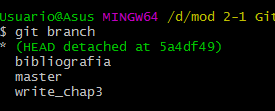 Usuario@Asus MINGW64 /d/mod 2-1 Git
$ git branch
* (HEAD detached at 5a4df49)
  bibliografia
  master
  write_chap3